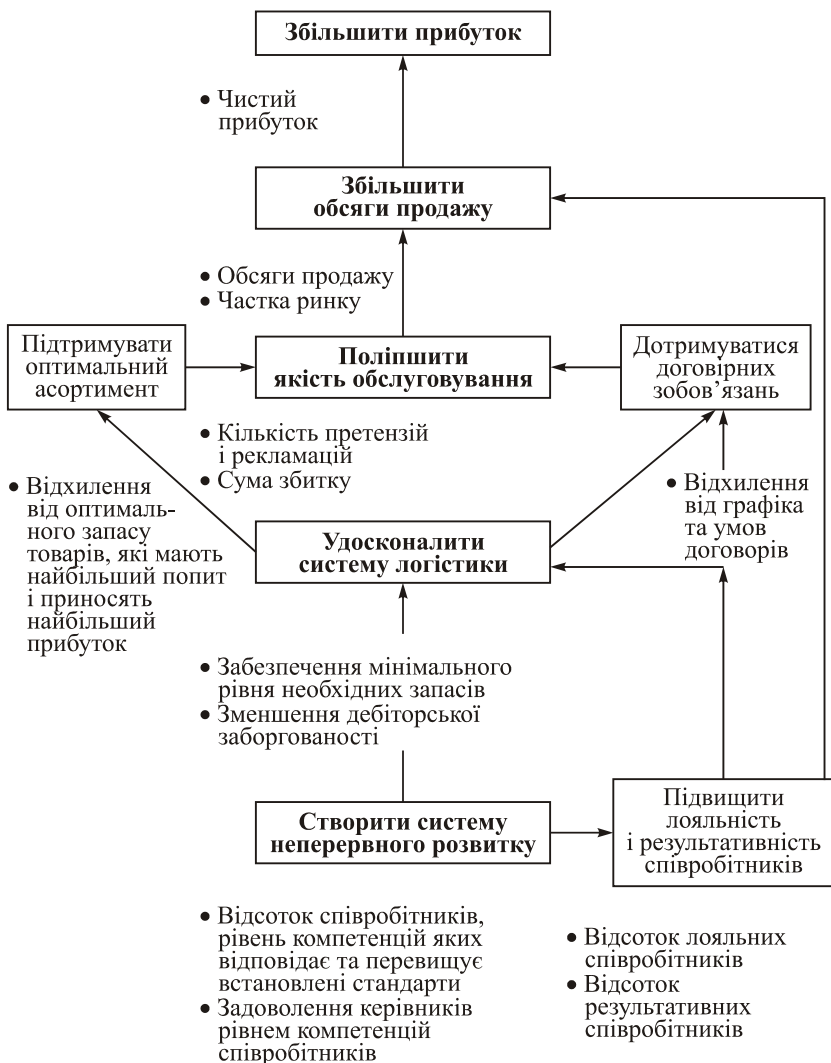 Збільшити прибуток
• Чистий
прибуток
Збільшити
обсяги продажу
• Обсяги продажу
• Частка ринку
Підтримувати
оптимальний
асортимент
Поліпшити
якість обслуговування
Дотримуватися
договірних
зобов’язань
• Кількість претензій
і рекламацій
• Сума збитку
• Відхилення
від оптималь-
ного запасу
товарів, які мають
найбільший попит
і приносять
найбільший
прибуток
• Відхилення
від графіка
та умов
договорів
Удосконалити
систему логістики
• Забезпечення мінімального
рівня необхідних запасів
• Зменшення дебіторської
заборгованості
Створити систему
неперервного розвитку
Підвищити
лояльність
і результативність
співробітників
• Відсоток співробітників,
рівень компетенцій яких
відповідає та перевищує
встановлені стандарти
• Задоволення керівників
рівнем компетенцій
співробітників
• Відсоток лояльних
співробітників
• Відсоток
результативних
співробітників